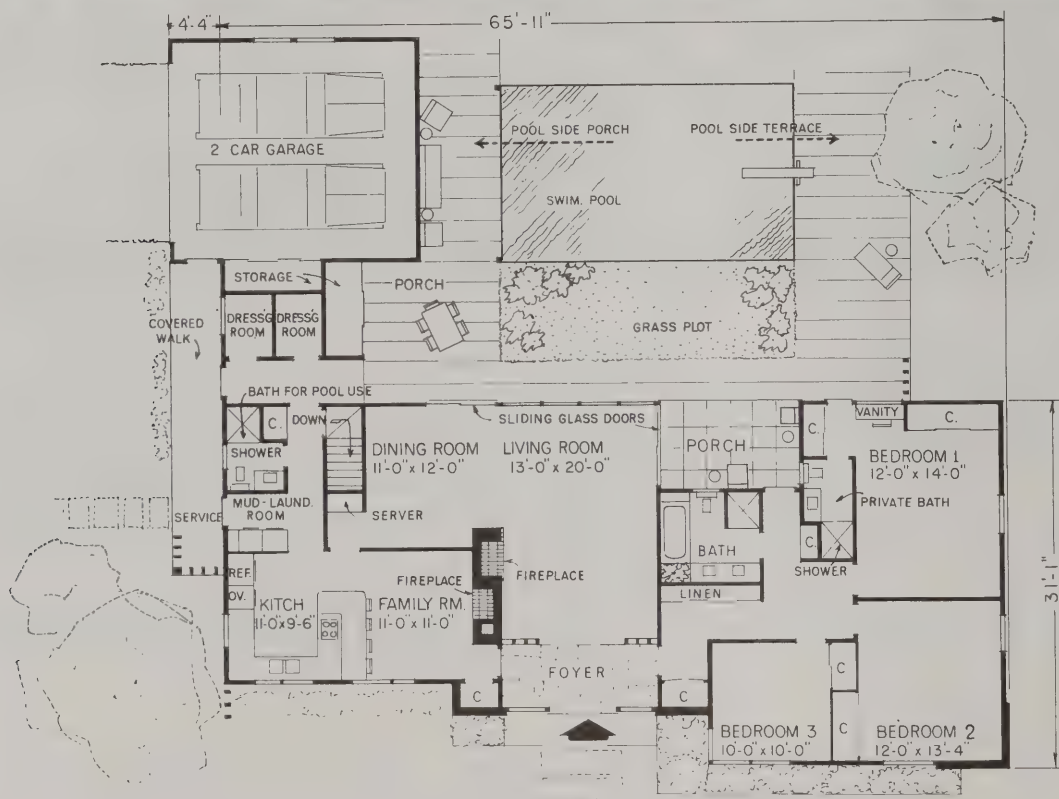 4'-4"
65'-11"
2 CAR GARAGE
POOL SIDE PORCH
POOL SIDE TERRACE
SWIM. POOL
STORAGE
PORCH
DRESS'G
ROOM
DRESS'G
ROOM
GRASS PLOT
COVERED
WALK
BATH FOR POOL USE
C.
DOWN
SLIDING GLASS DOORS
SHOWER
DINING ROOM
11'-0" x 12'-0"
LIVING ROOM
13'-0" x 20'-0"
PORCH
C.
VANITY
C.
BEDROOM 1
12'-0" x 14'-0"
PRIVATE BATH
MUD-LAUND.
ROOM
SERVICE
SERVER
BATH
C.
SHOWER
REF.
OV.
FIREPLACE
FIREPLACE
LINEN
KITCH
11'-0"x9'-6"
FAMILY RM.
11'-0" x 11'-0"
31'-1"
FOYER
C
C
C
C
BEDROOM 3
10'-0" x 10'-0"
BEDROOM 2
12'-0" x 13'-4"